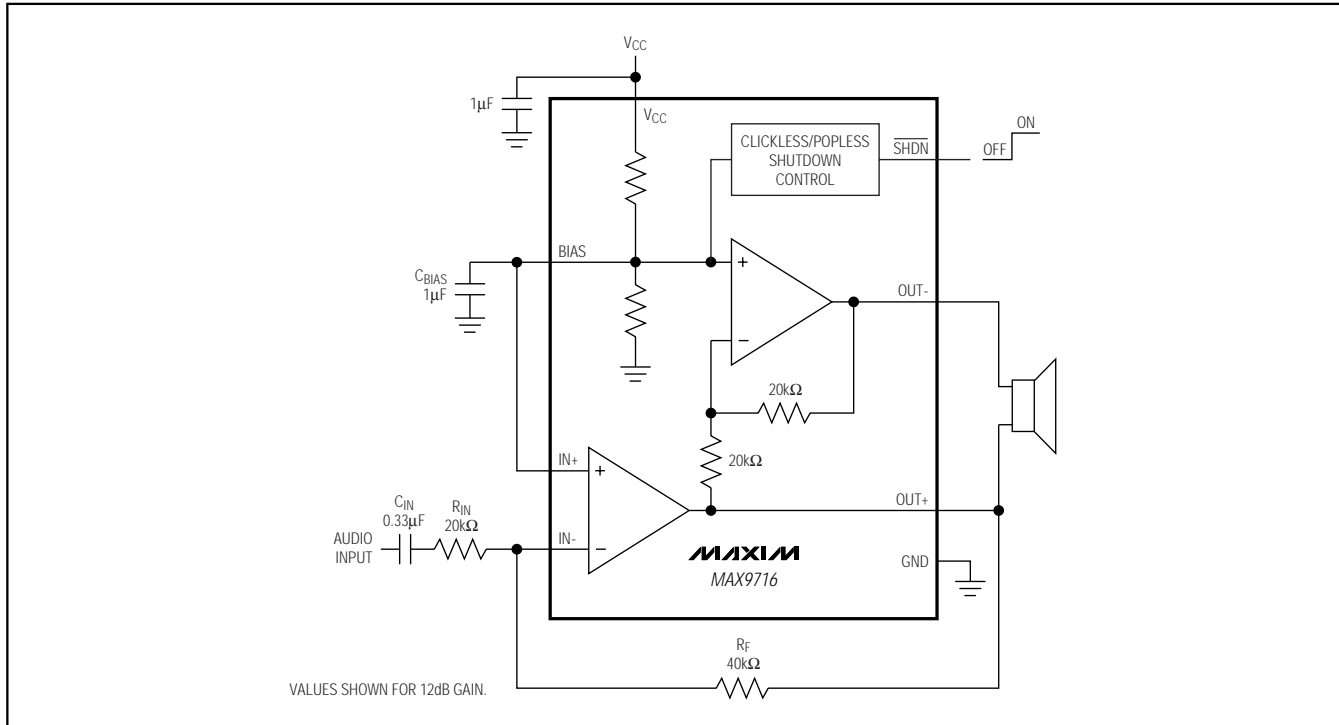 VCC
1µF
VCC
CLICKLESS/POPLESS
SHUTDOWN
CONTROL
SHDN
OFF
ON
BIAS
CBIAS
1µF
+
−
OUT-
20kΩ
20kΩ
IN+
+
CIN
0.33µF
RIN
20kΩ
AUDIO
INPUT
IN-
−
OUT+
MAXIM
MAX9716
GND
RF
40kΩ
VALUES SHOWN FOR 12dB GAIN.